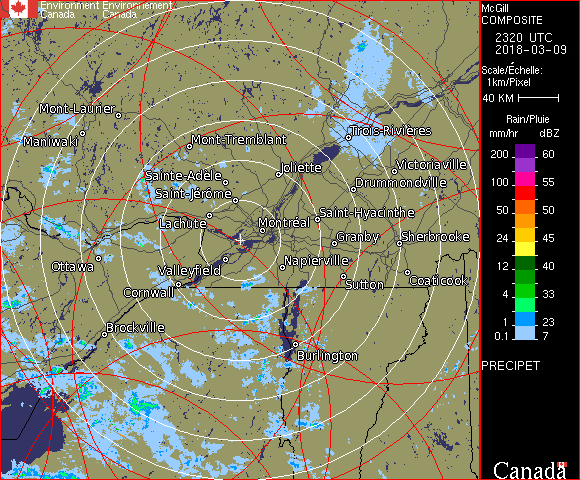 Environment Environnement
Canada Canada
McGill
COMPOSITE
2320 UTC
2018-03-09
Scale/Échelle:
1km/Pixel
40 KM
Rain/Pluie
mm/hr dBZ
200 60
100 55
50 50
24 45
12 40
4 33
1 23
0.1 7
PRECIPET
Canada
Mont-Laurier
Maniwaki
Mont-Tremblant
Trois-Rivières
Sainte-Adèle
Joliette
Victoriaville
Saint-Jérôme
Drummondville
Lachute
Montréal
Saint-Hyacinthe
Granby
Sherbrooke
Ottawa
Valleyfield
Napierville
Cornwall
Sutton
Coaticook
Brockville
Burlington